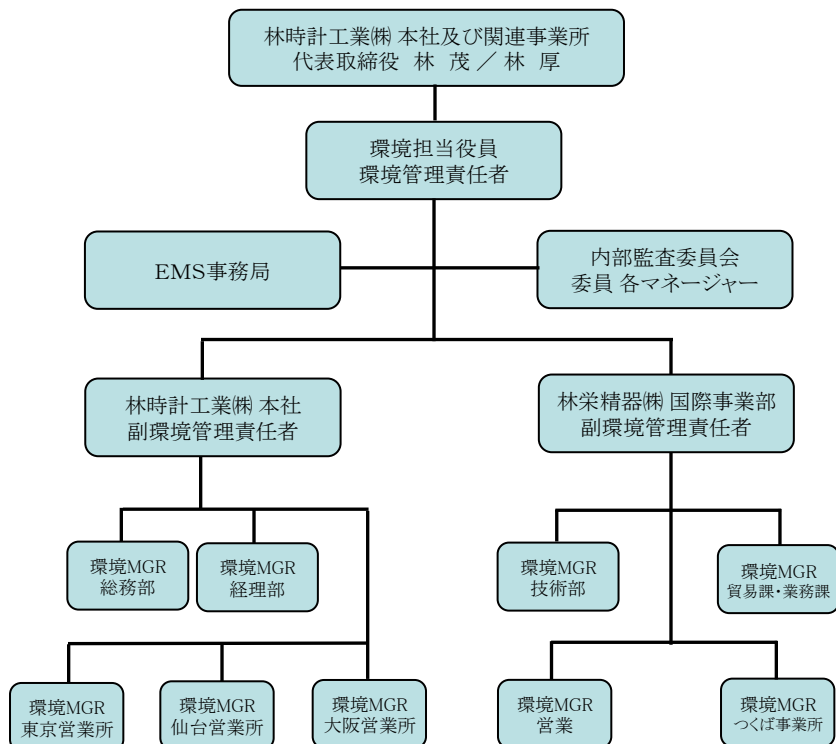 林時計工業㈱ 本社及び関連事業所
代表取締役 林 茂 ／ 林 厚
環境担当役員
環境管理責任者
EMS事務局
内部監査委員会
委員 各マネージャー
林時計工業㈱ 本社
副環境管理責任者
林栄精器㈱ 国際事業部
副環境管理責任者
環境MGR
総務部
環境MGR
経理部
環境MGR
技術部
環境MGR
貿易課・業務課
環境MGR
東京営業所
環境MGR
仙台営業所
環境MGR
大阪営業所
環境MGR
営業
環境MGR
つくば事業所